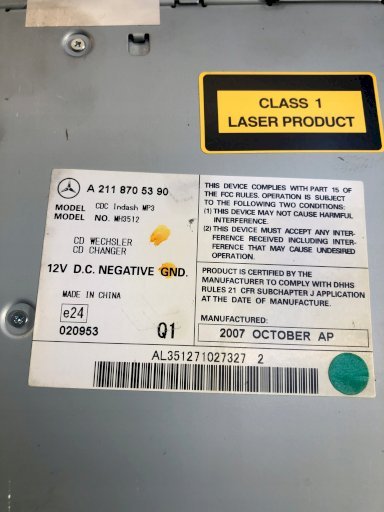 CLASS 1
LASER PRODUCT
A 211 870 53 90
MODEL CDC Indash MP3
MODEL NO. MH3512
CD WECHSLER
CD CHANGER
12V D.C. NEGATIVE GND.
MADE IN CHINA
e24
020953 Q1
THIS DEVICE COMPLIES WITH PART 15 OF
THE FCC RULES. OPERATION IS SUBJECT
TO THE FOLLOWING TWO CONDITIONS:
(1) THIS DEVICE MAY NOT CAUSE HARMFUL
INTERFERENCE, AND
(2) THIS DEVICE MUST ACCEPT ANY INTER-
FERENCE RECEIVED INCLUDING INTER-
FERENCE THAT MAY CAUSE UNDESIRED
OPERATION.
PRODUCT IS CERTIFIED BY THE
MANUFACTURER TO COMPLY WITH DHHS
RULES 21 CFR SUBCHAPTER J APPLICATION
AT THE DATE OF MANUFACTURE.
MANUFACTURED:
2007 OCTOBER AP
AL351271027327 2